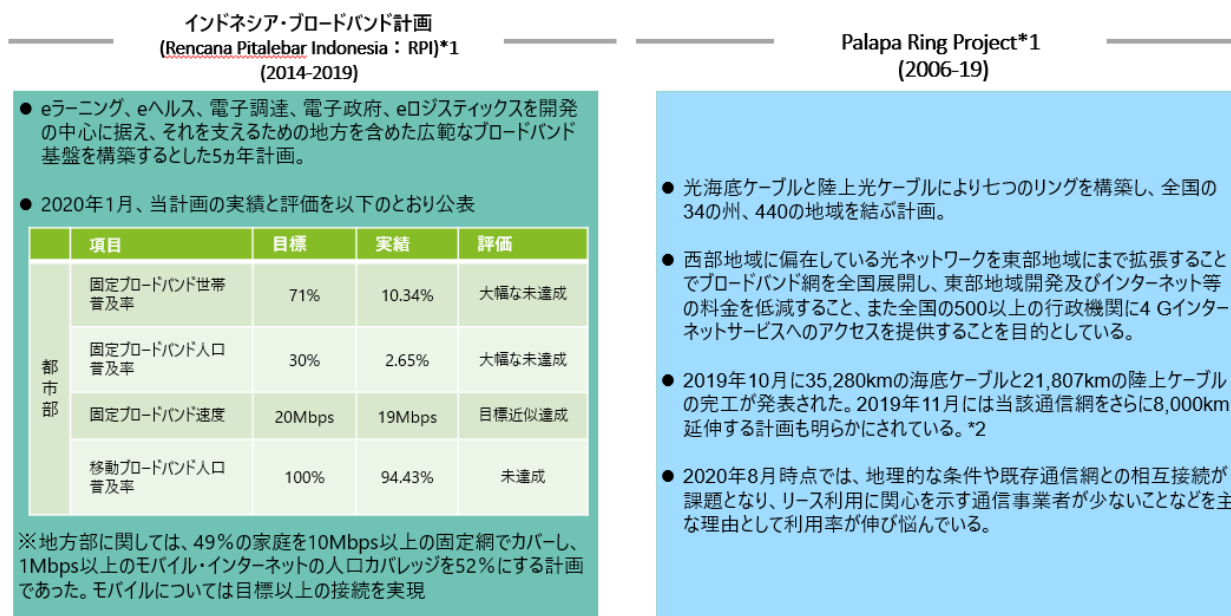 インドネシア・ブロードバンド計画
(Rencana Pitalebar Indonesia：RPI)*1
(2014-2019)
● eラーニング、eヘルス、電子調達、電子政府、eロジスティックスを開発
の中心に据え、それを支えるための地方を含めた広範なブロードバンド
基盤を構築するとした5ヵ年計画。
● 2020年1月、当計画の実績と評価を以下のとおり公表
項目 目標 実績 評価
都市部
固定ブロードバンド世帯
普及率 71% 10.34% 大幅な未達成
固定ブロードバンド人口
普及率 30% 2.65% 大幅な未達成
固定ブロードバンド速度 20Mbps 19Mbps 目標近似達成
移動ブロードバンド人口
普及率 100% 94.43% 未達成
※地方部に関しては、49%の家庭を10Mbps以上の固定網でカバーし、
1Mbps以上のモバイル・インターネットの人口カバレッジを52%にする計画
であった。モバイルについては目標以上の接続を実現
Palapa Ring Project*1
(2006-19)
● 光海底ケーブルと陸上光ケーブルにより七つのリングを構築し、全国の
34の州、440の地域を結ぶ計画。
● 西部地域に偏在している光ネットワークを東部地域にまで拡張すること
でブロードバンド網を全国展開し、東部地域開発及びインターネット等
の料金を低減すること、また全国の500以上の行政機関に4 Gインター
ネットサービスへのアクセスを提供することを目的としている。
● 2019年10月に35,280kmの海底ケーブルと21,807kmの陸上ケーブル
の完工が発表された。2019年11月には当該通信網をさらに8,000km
延伸する計画も明らかにされている。*2
● 2020年8月時点では、地理的な条件や既存通信網との相互接続が
課題となり、リース利用に関心を示す通信事業者が少ないことなどを主
な理由として利用率が伸び悩んでいる。